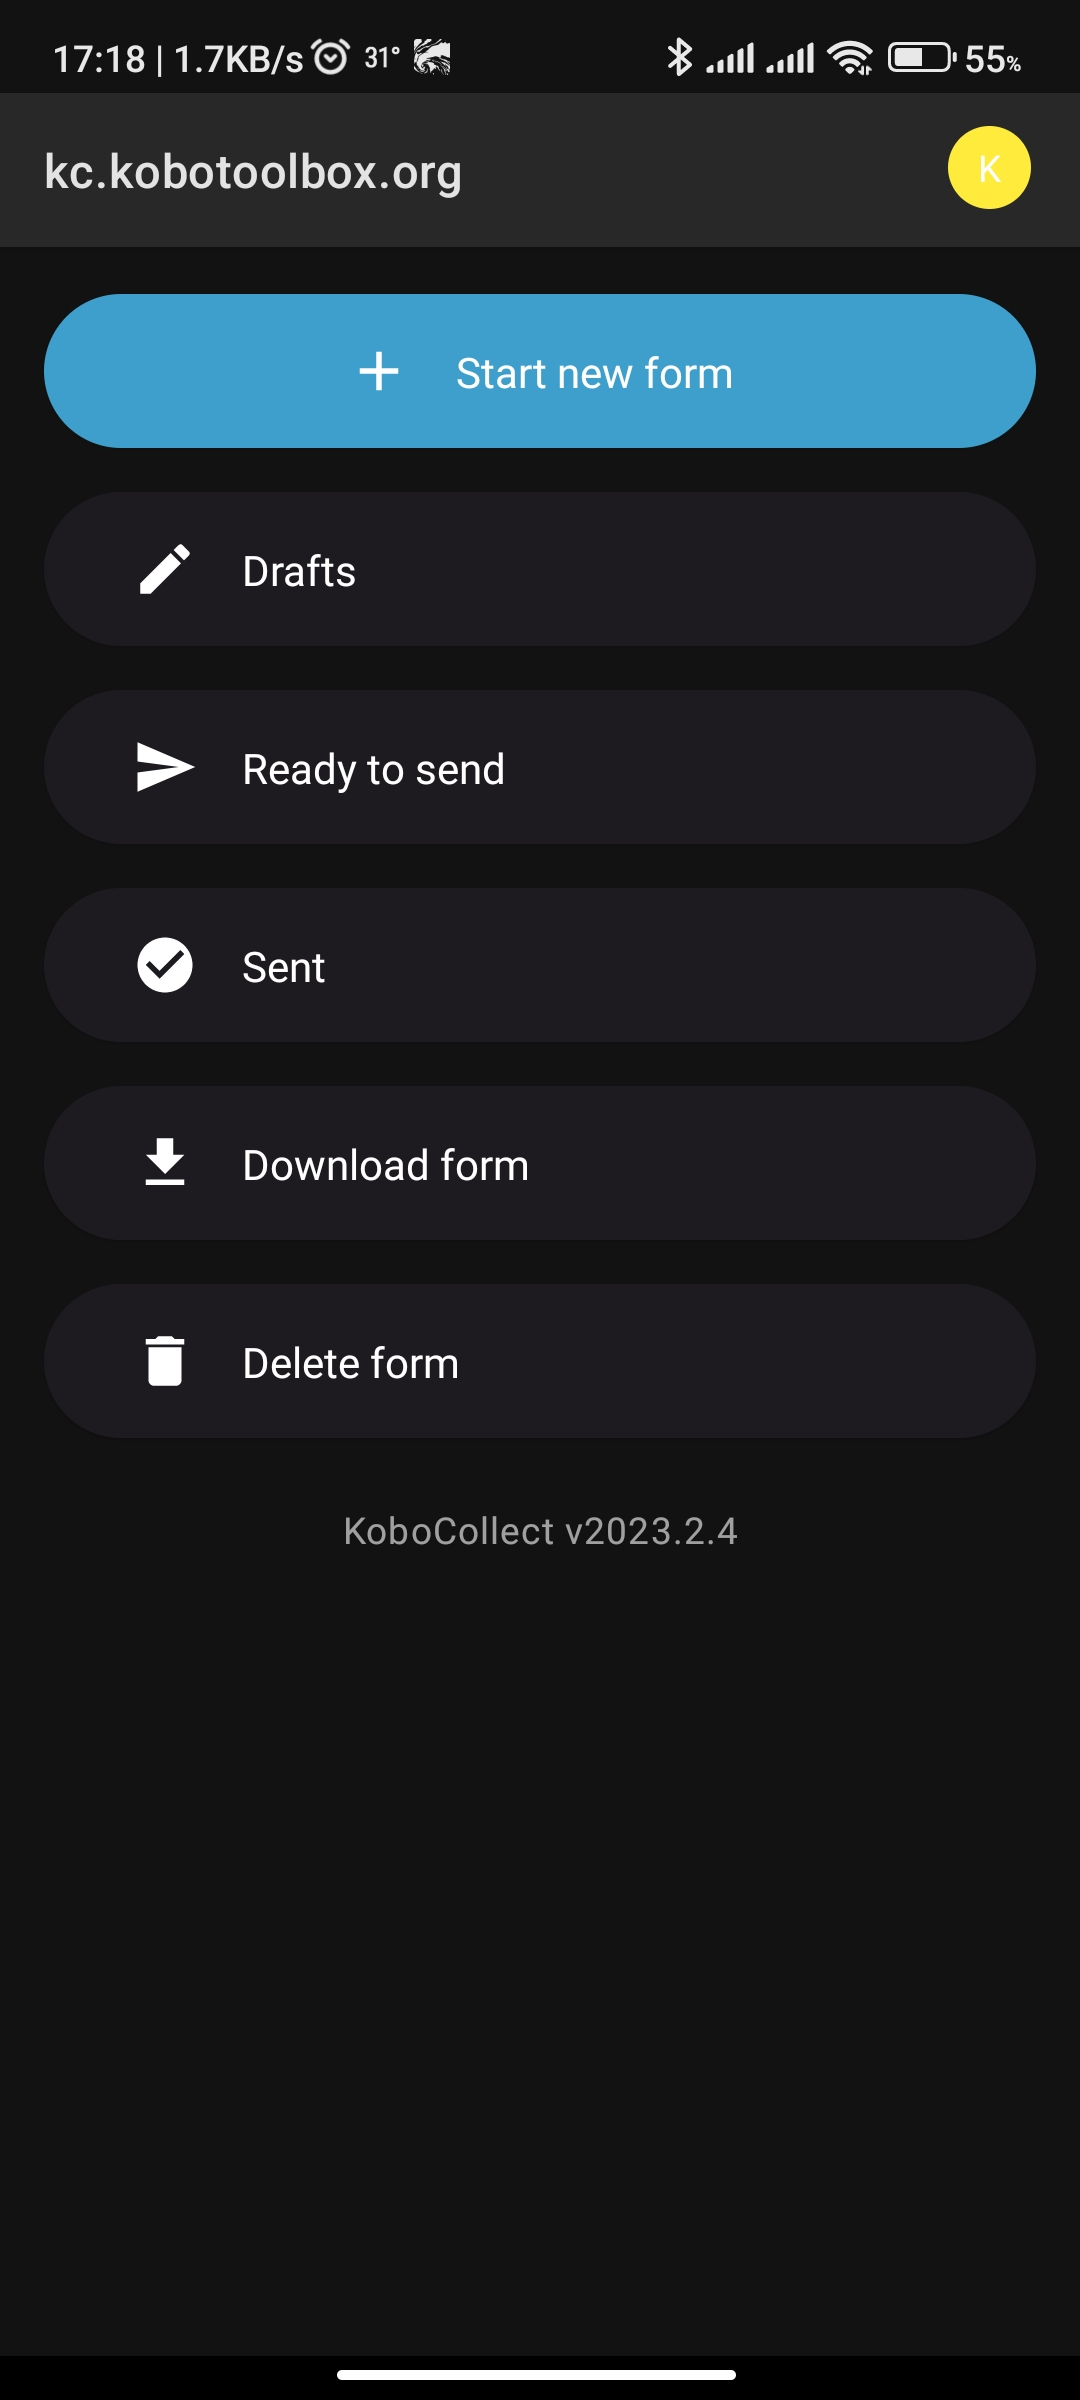 17:18 | 1.7KB/s 31° 55%
kc.kobotoolbox.org
K
Start new form
Drafts
Ready to send
Sent
Download form
Delete form
KoboCollect v2023.2.4